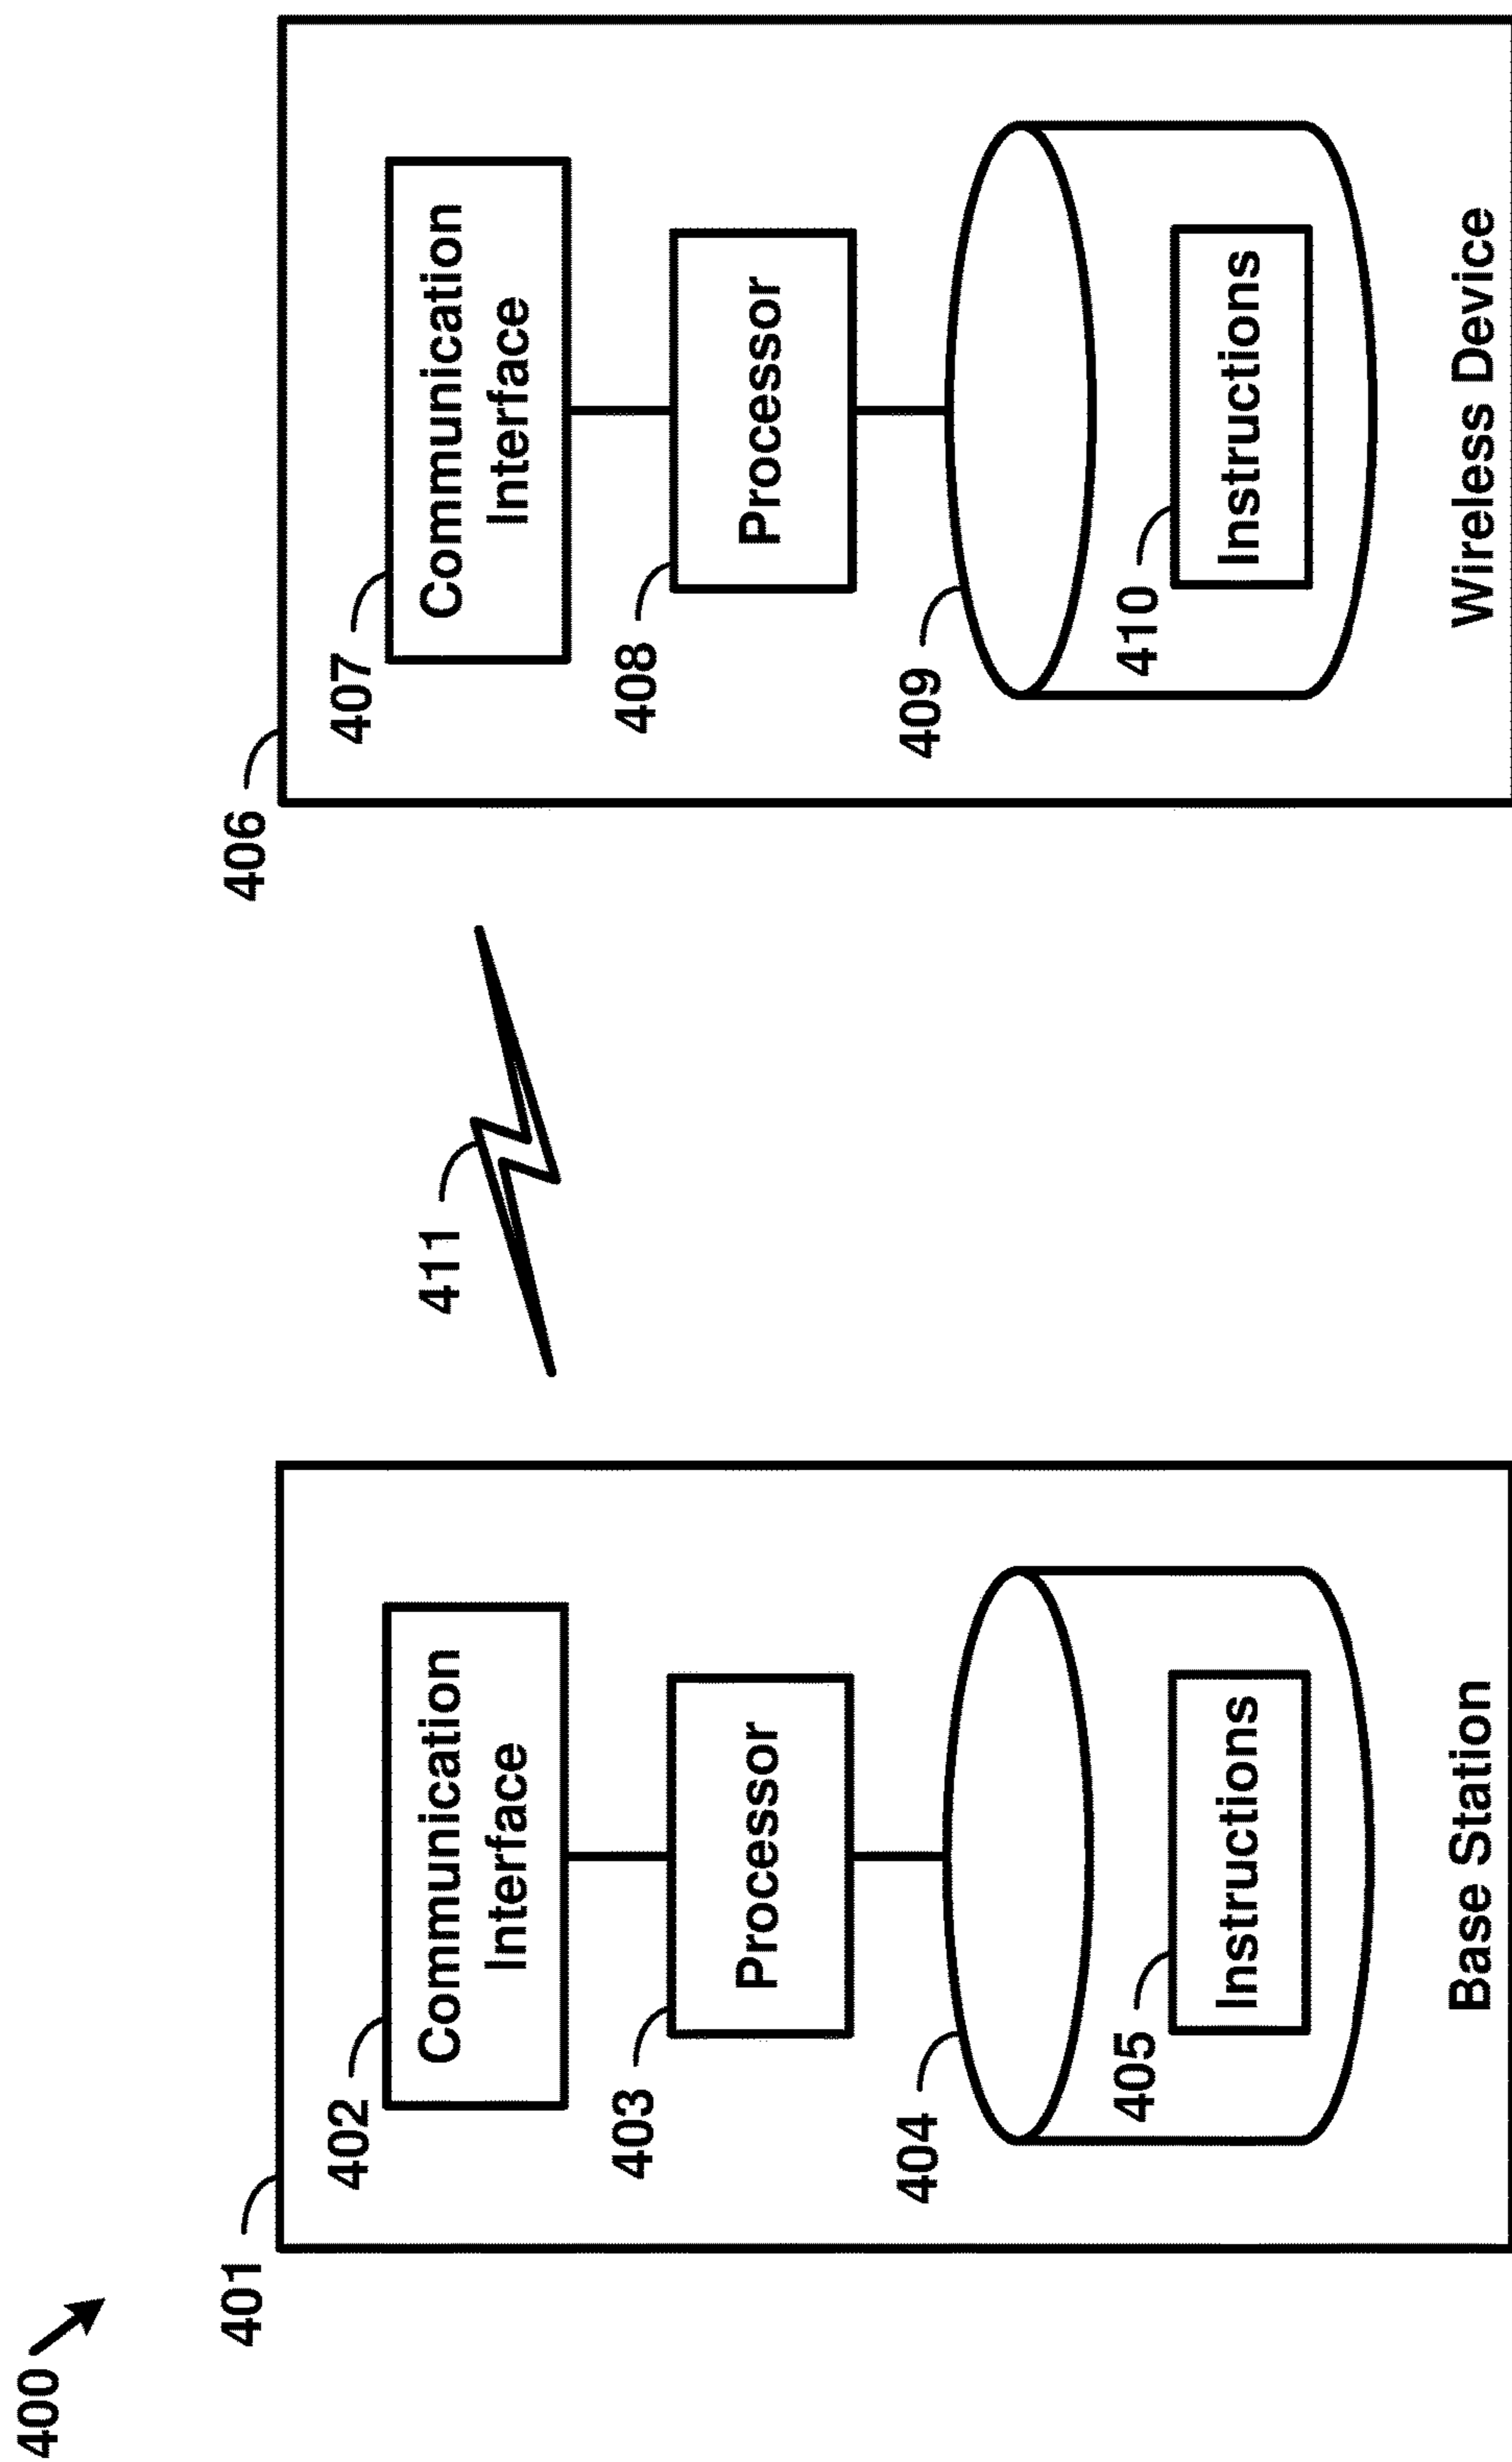 400
401
402
Communication
Interface
403
Processor
404
405
Instructions
Base Station
411
406
407
Communication
Interface
408
Processor
409
410
Instructions
Wireless Device